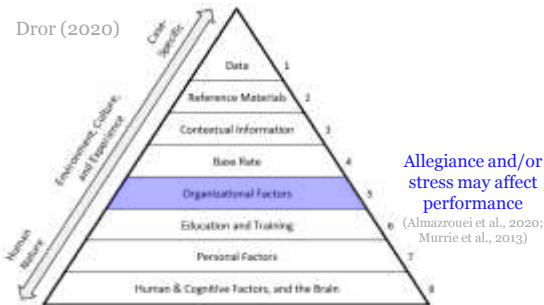 Dror (2020)
Case-
Specific
Environment, Culture,
and Experience
Human
Nature
Data 1
Reference Materials 2
Contextual Information 3
Base Rate 4
Organizational Factors 5
Education and Training 6
Personal Factors 7
Human & Cognitive Factors, and the Brain 8
Allegiance and/or
stress may affect
performance
(Almazrouei et al., 2020;
Murrie et al., 2013)